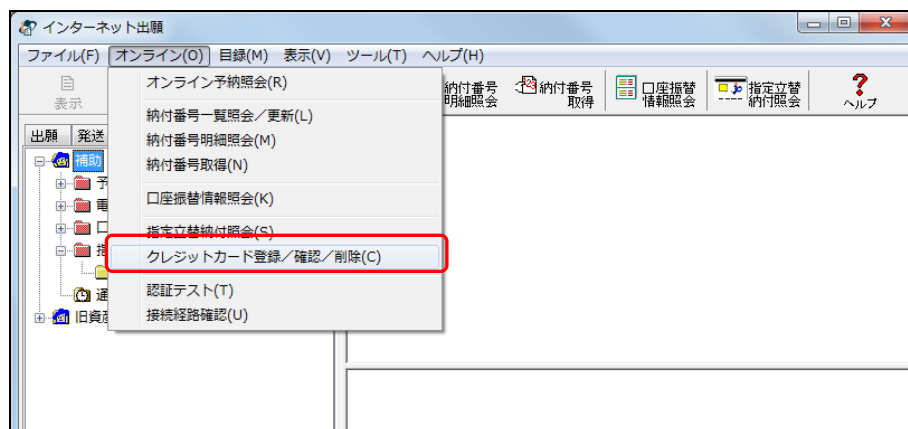 インターネット出願
ファイル(F) オンライン(O) 目録(M) 表示(V) ツール(T) ヘルプ(H)
表示
納付番号
明細照会
納付番号
取得
口座振替
情報照会
指定立替
納付照会
ヘルプ
出願 発送
補助
予
電
口
指
通
旧資産
オンライン予納照会(R)
納付番号一覧照会／更新(L)
納付番号明細照会(M)
納付番号取得(N)
口座振替情報照会(K)
指定立替納付照会(S)
クレジットカード登録／確認／削除(C)
認証テスト(T)
接続経路確認(U)